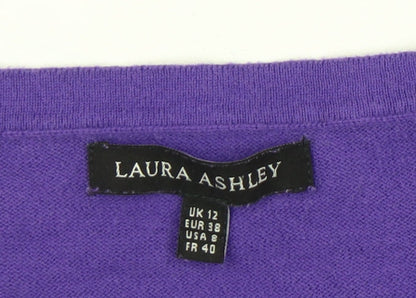 LAURA ASHLEY
UK 12
EUR 38
USA 8
FR 40